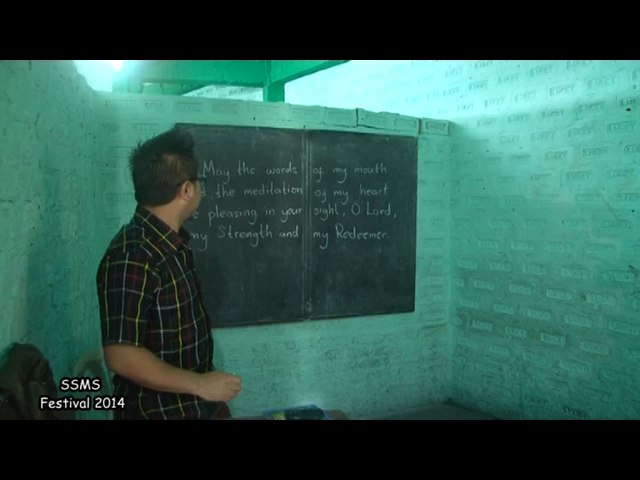 May the words of my mouth
the meditation of my heart
pleasing in your sight, O Lord,
my Strength and my Redeemer.
SSMS
Festival 2014